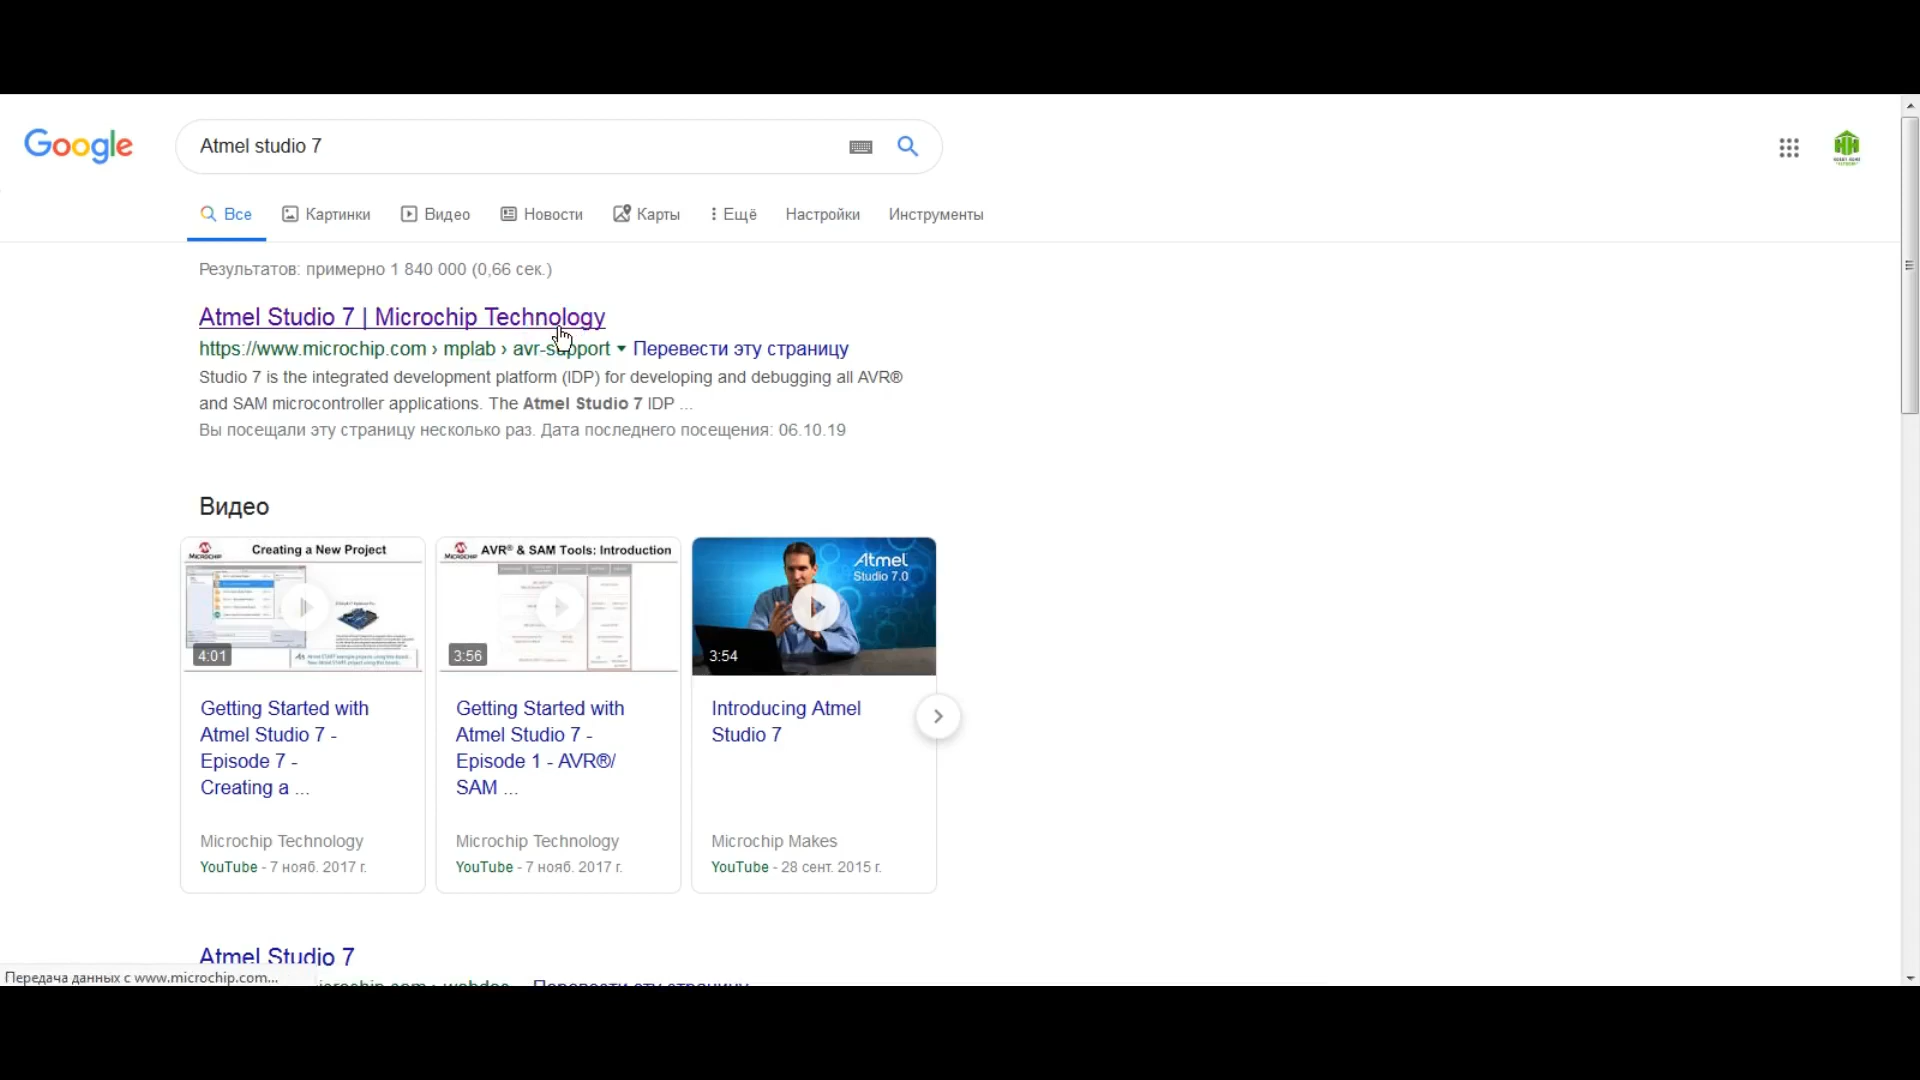 Google
Atmel studio 7
Все Картинки Видео Новости Карты Ещё Настройки Инструменты
Результатов: примерно 1 840 000 (0,66 сек.)
Atmel Studio 7 | Microchip Technology
https://www.microchip.com › mplab › avr-support ▾ Перевести эту страницу
Studio 7 is the integrated development platform (IDP) for developing and debugging all AVR®
and SAM microcontroller applications. The Atmel Studio 7 IDP ...
Вы посещали эту страницу несколько раз. Дата последнего посещения: 06.10.19
Видео
MICROCHIP Creating a New Project
4:01
Getting Started with
Atmel Studio 7 -
Episode 7 -
Creating a ...
Microchip Technology
YouTube - 7 нояб. 2017 г.
MICROCHIP AVR® & SAM Tools: Introduction
3:56
Getting Started with
Atmel Studio 7 -
Episode 1 - AVR®/
SAM ...
Microchip Technology
YouTube - 7 нояб. 2017 г.
Atmel
Studio 7.0
3:54
Introducing Atmel
Studio 7
Microchip Makes
YouTube - 28 сент. 2015 г.
Atmel Studio 7
Перевести эту страницу
Передача данных с www.microchip.com...